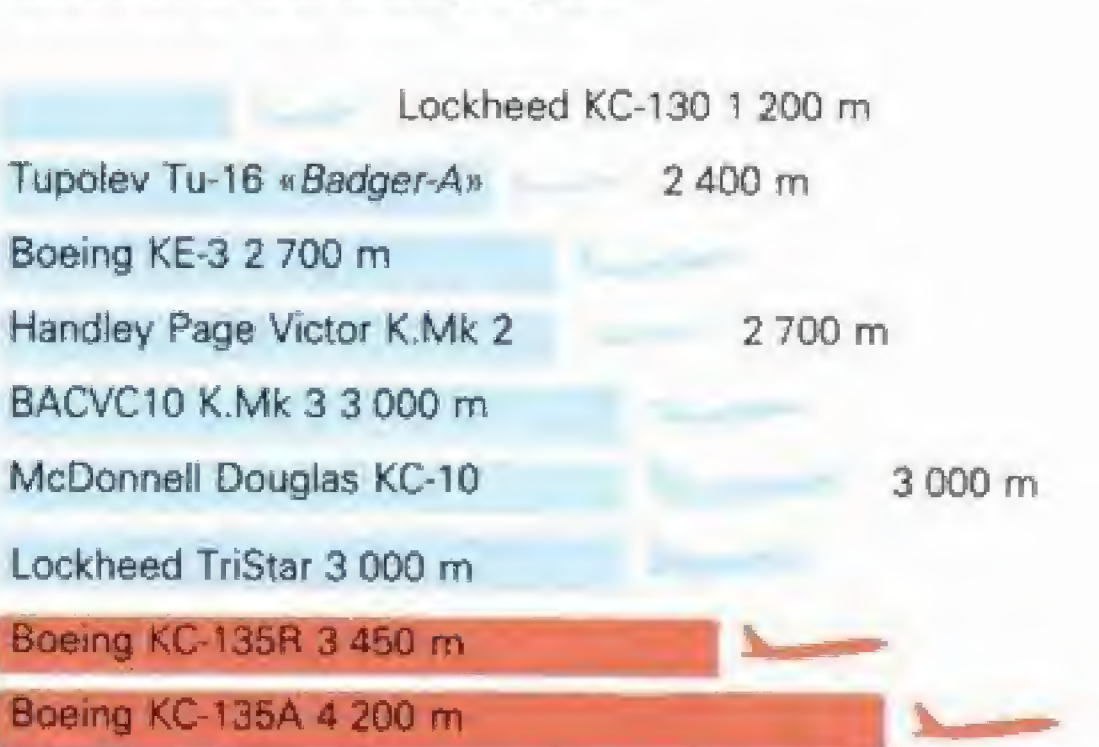 Lockheed KC-130 1 200 m
Tupolev Tu-16 «Badger-A» 2 400 m
Boeing KE-3 2 700 m
Handley Page Victor K.Mk 2 2 700 m
BACVC10 K.Mk 3 3 000 m
McDonnell Douglas KC-10 3 000 m
Lockheed TriStar 3 000 m
Boeing KC-135R 3 450 m
Boeing KC-135A 4 200 m